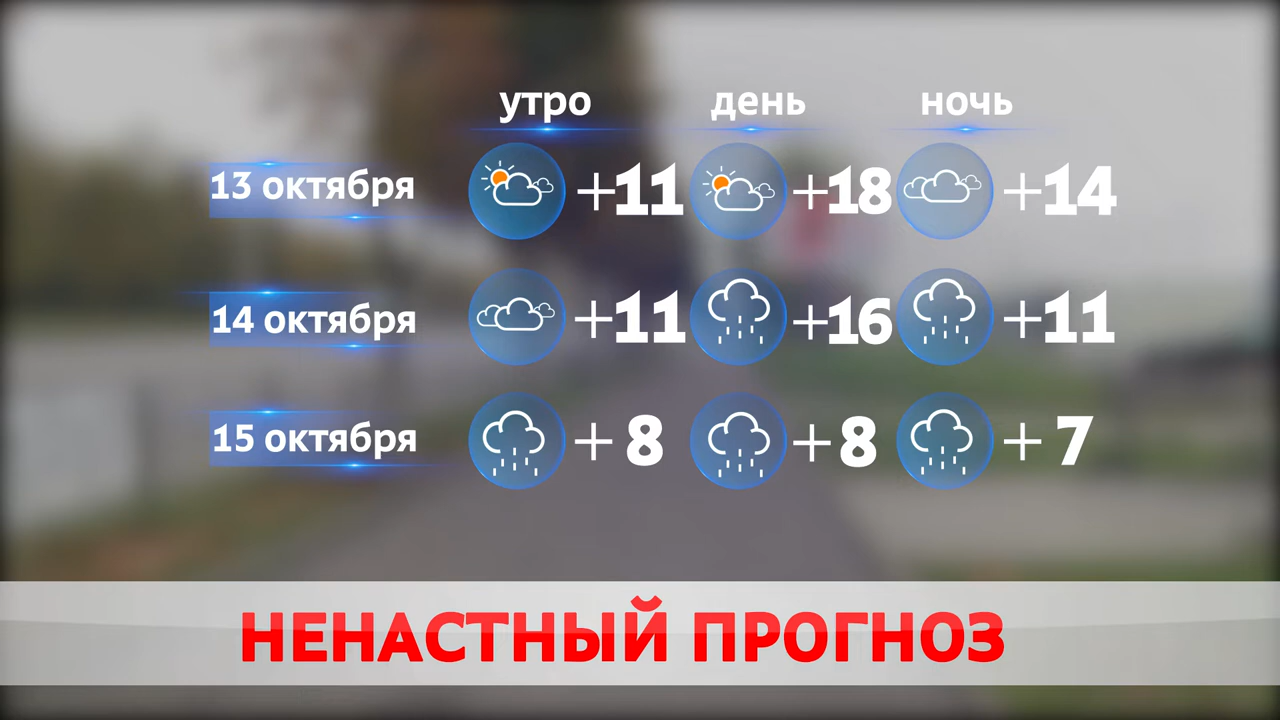 утро день ночь
13 октября +11 +18 +14
14 октября +11 +16 +11
15 октября + 8 +8 + 7
НЕНАСТНЫЙ ПРОГНОЗ